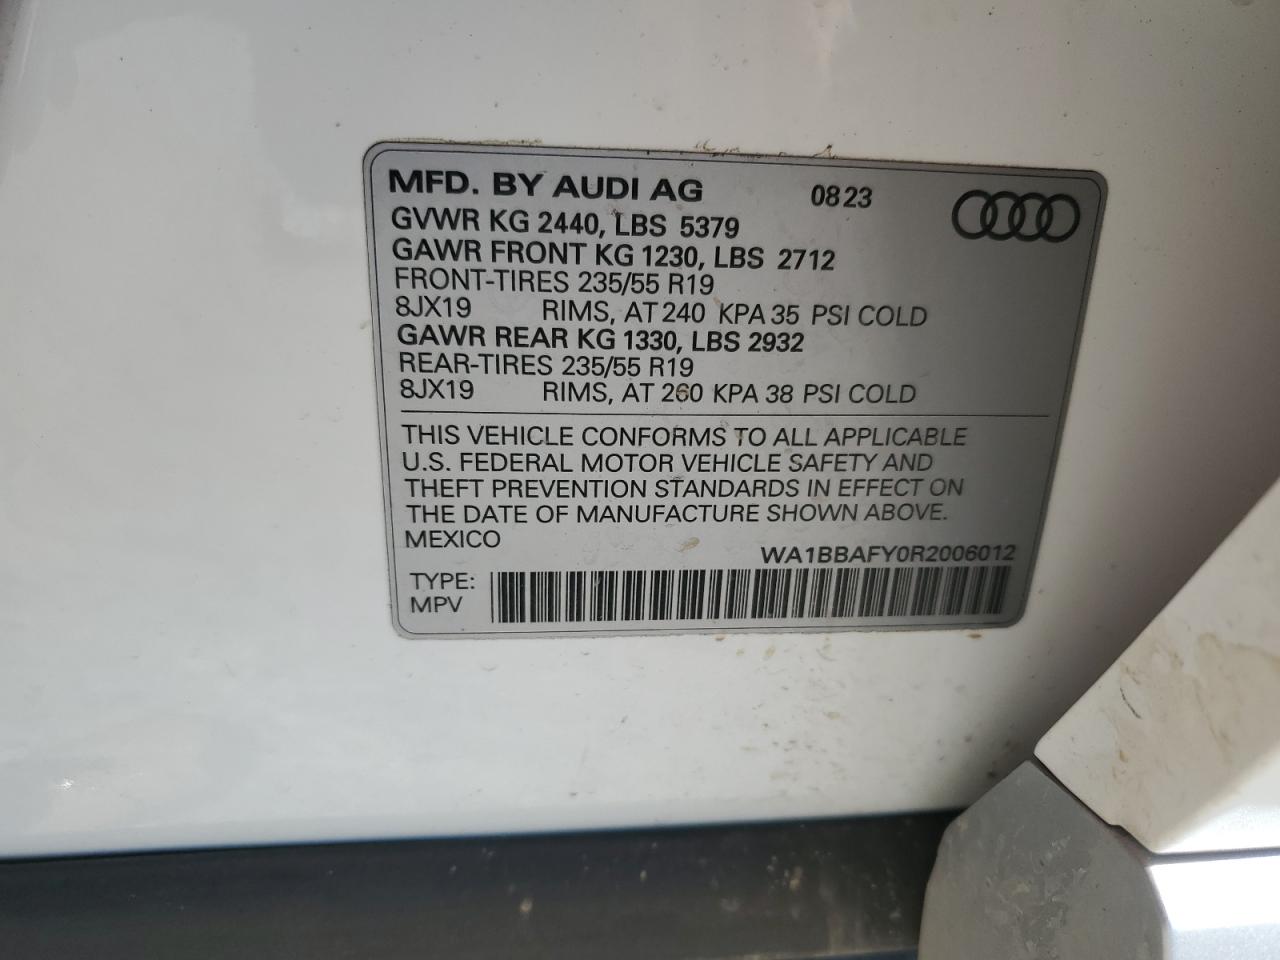 MFD. BY AUDI AG 0823
GVWR KG 2440, LBS 5379
GAWR FRONT KG 1230, LBS 2712
FRONT-TIRES 235/55 R19
8JX19 RIMS, AT 240 KPA 35 PSI COLD
GAWR REAR KG 1330, LBS 2932
REAR-TIRES 235/55 R19
8JX19 RIMS, AT 260 KPA 38 PSI COLD
THIS VEHICLE CONFORMS TO ALL APPLICABLE
U.S. FEDERAL MOTOR VEHICLE SAFETY AND
THEFT PREVENTION STANDARDS IN EFFECT ON
THE DATE OF MANUFACTURE SHOWN ABOVE.
MEXICO WA1BBAFY0R2006012
TYPE:
MPV